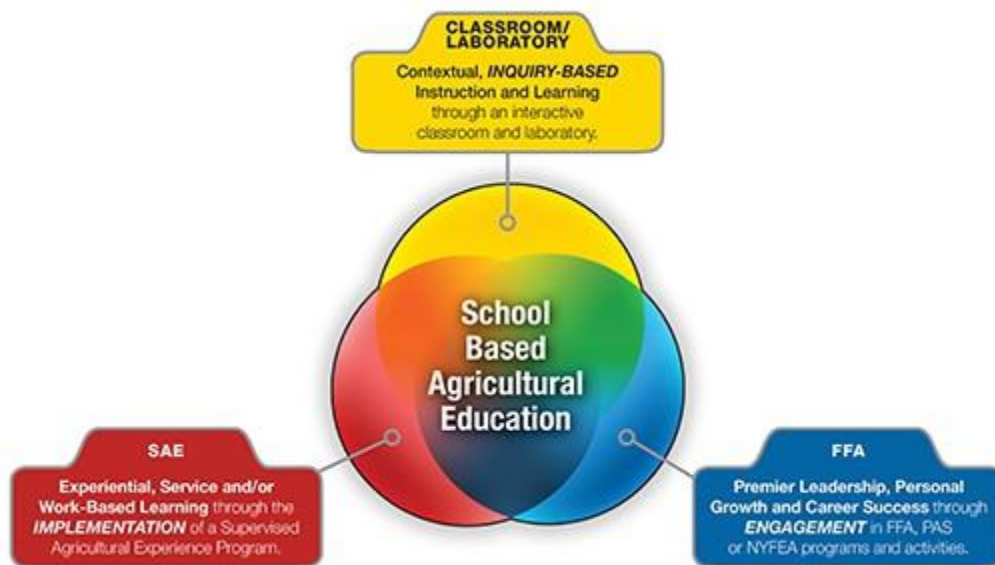 CLASSROOM/
LABORATORY
Contextual, INQUIRY-BASED
Instruction and Learning
through an interactive
classroom and laboratory.
School
Based
Agricultural
Education
SAE
Experiential, Service and/or
Work-Based Learning through the
IMPLEMENTATION of a Supervised
Agricultural Experience Program.
FFA
Premier Leadership, Personal
Growth and Career Success through
ENGAGEMENT in FFA, PAS
or NYFEA programs and activities.